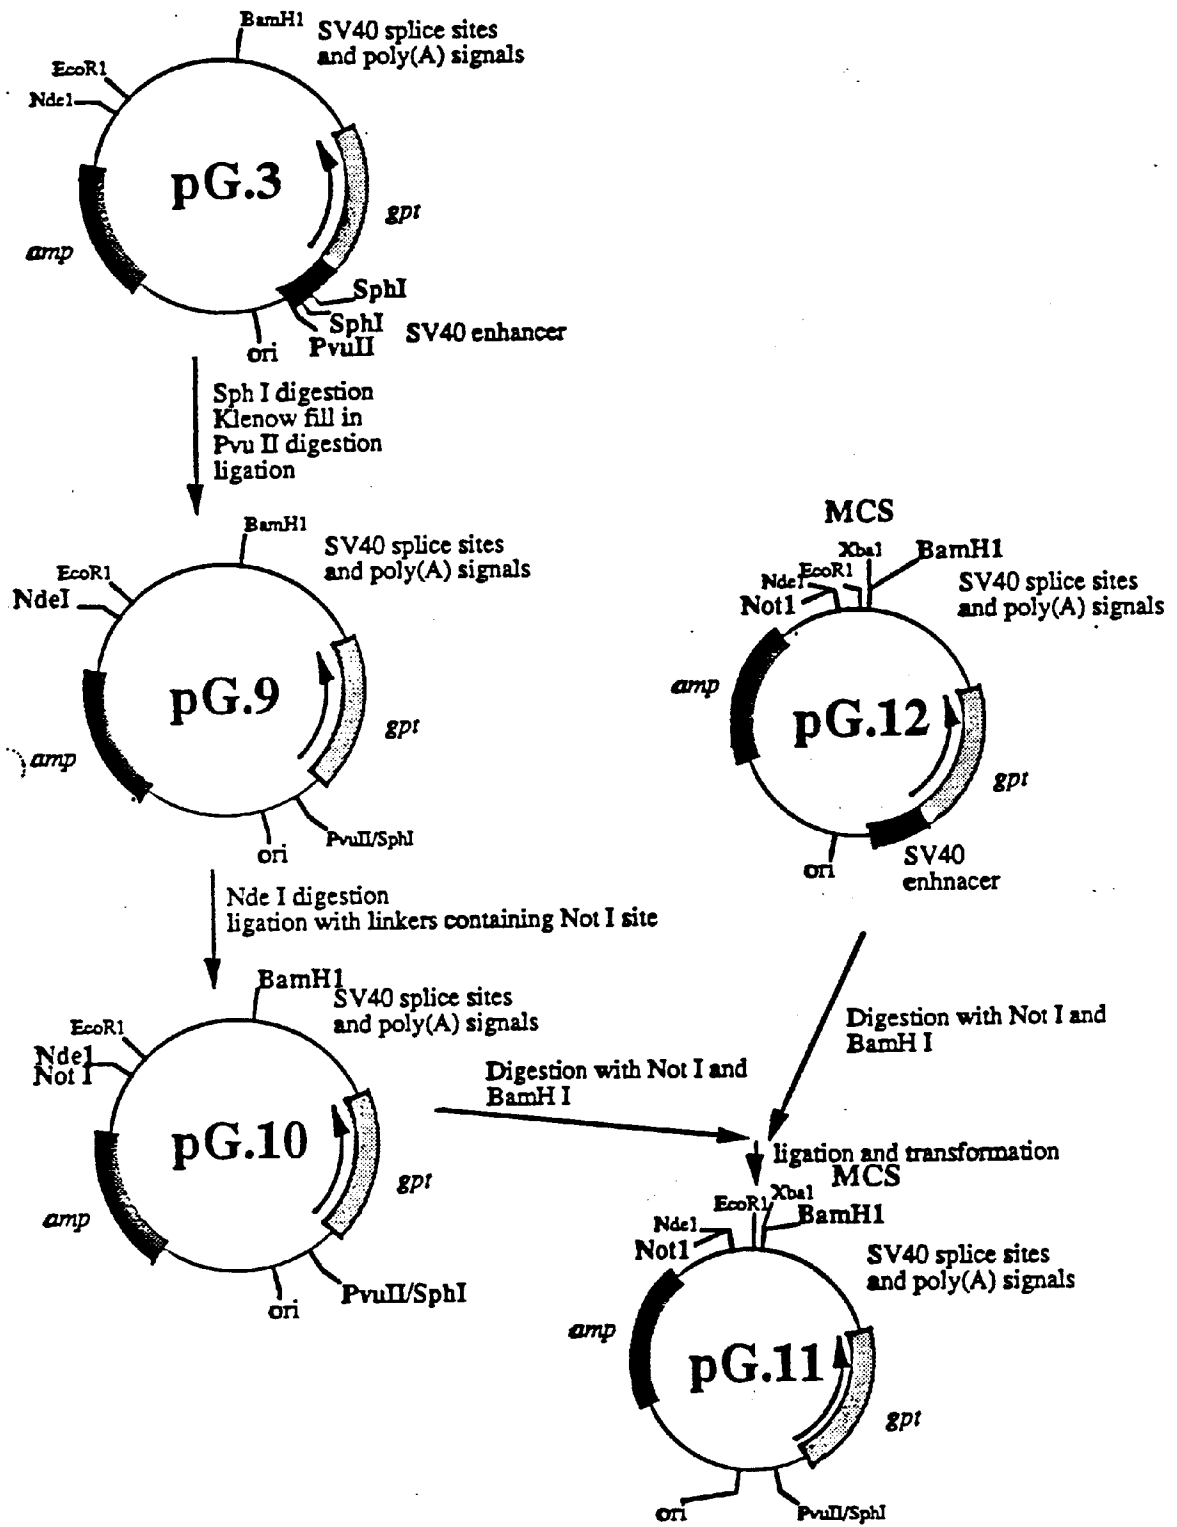 BamH1
SV40 splice sites
and poly(A) signals
EcoR1
Nde1
pG.3
gpt
amp
SphI
SphI
PvuII
SV40 enhancer
ori
Sph I digestion
Klenow fill in
Pvu II digestion
ligation
BamH1
SV40 splice sites
and poly(A) signals
EcoR1
NdeI
pG.9
gpt
amp
PvuII/SphI
ori
Nde I digestion
ligation with linkers containing Not I site
MCS
Xba1
BamH1
EcoR1
Nde1
Not1
SV40 splice sites
and poly(A) signals
amp
pG.12
gpt
ori
SV40
enhnacer
BamH1
SV40 splice sites
and poly(A) signals
EcoR1
Nde1
Not 1
pG.10
gpt
amp
PvuII/SphI
ori
Digestion with Not I and
BamH I
Digestion with Not I and
BamH I
ligation and transformation
MCS
Xba1
EcoR1
BamH1
Nde1
Not1
SV40 splice sites
and poly(A) signals
amp
pG.11
gpt
ori
PvuII/SphI